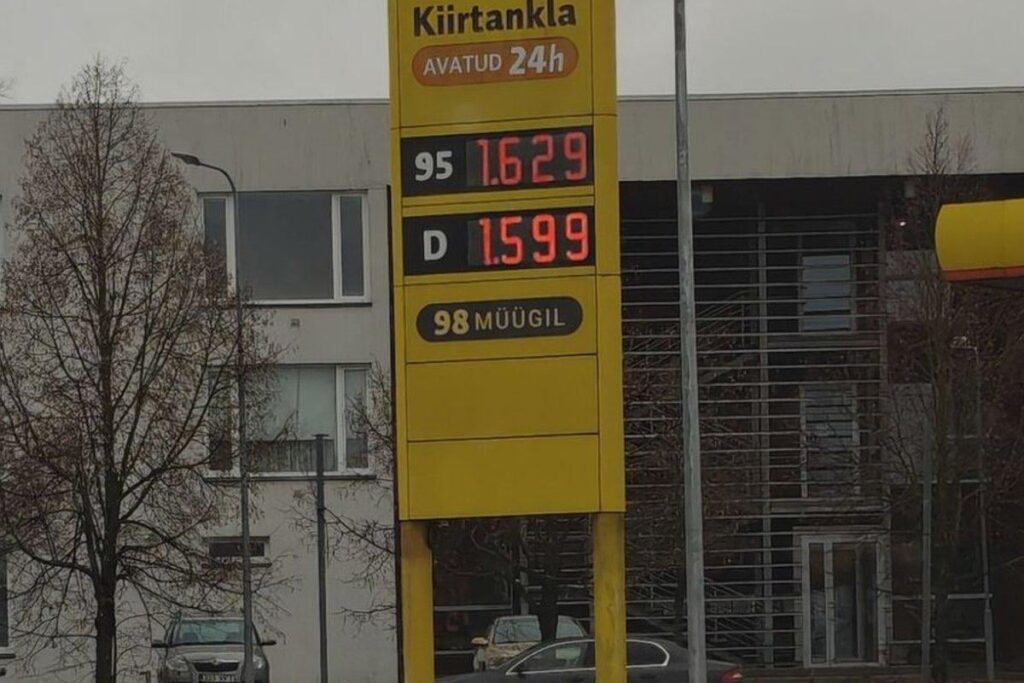 Kiirtankla
AVATUD 24h
95 1.629
D 1.599
98 MÜÜGIL